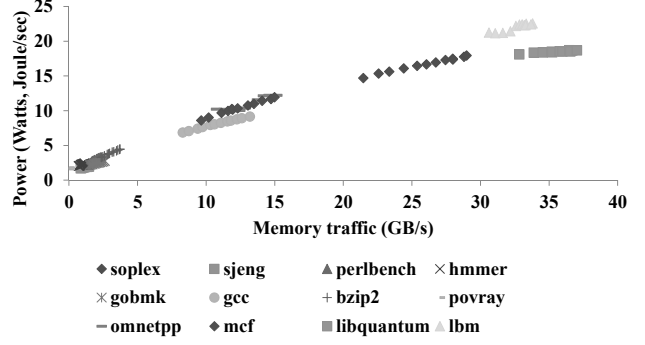 Power (Watts, Joule/sec)
25
20
15
10
5
0
0 5 10 15 20 25 30 35 40
Memory traffic (GB/s)
soplex sjeng perlbench hmmer
gobmk gcc bzip2 povray
omnetpp mcf libquantum lbm